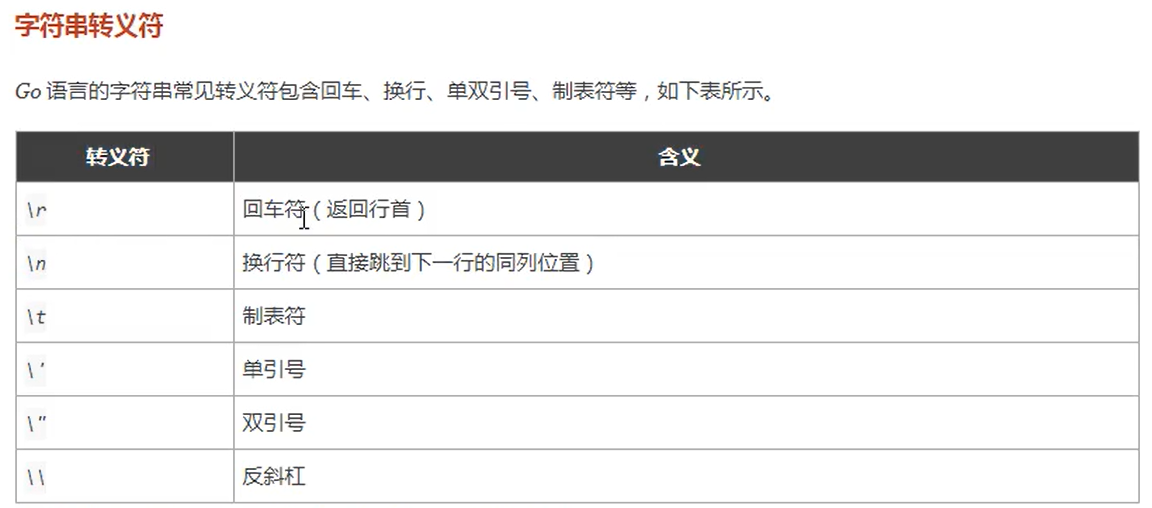 字符串转义符
Go 语言的字符串常见转义符包含回车、换行、单双引号、制表符等，如下表所示。
转义符 含义
\r 回车符（返回行首）
\n 换行符（直接跳到下一行的同列位置）
\t 制表符
\' 单引号
\" 双引号
\\ 反斜杠